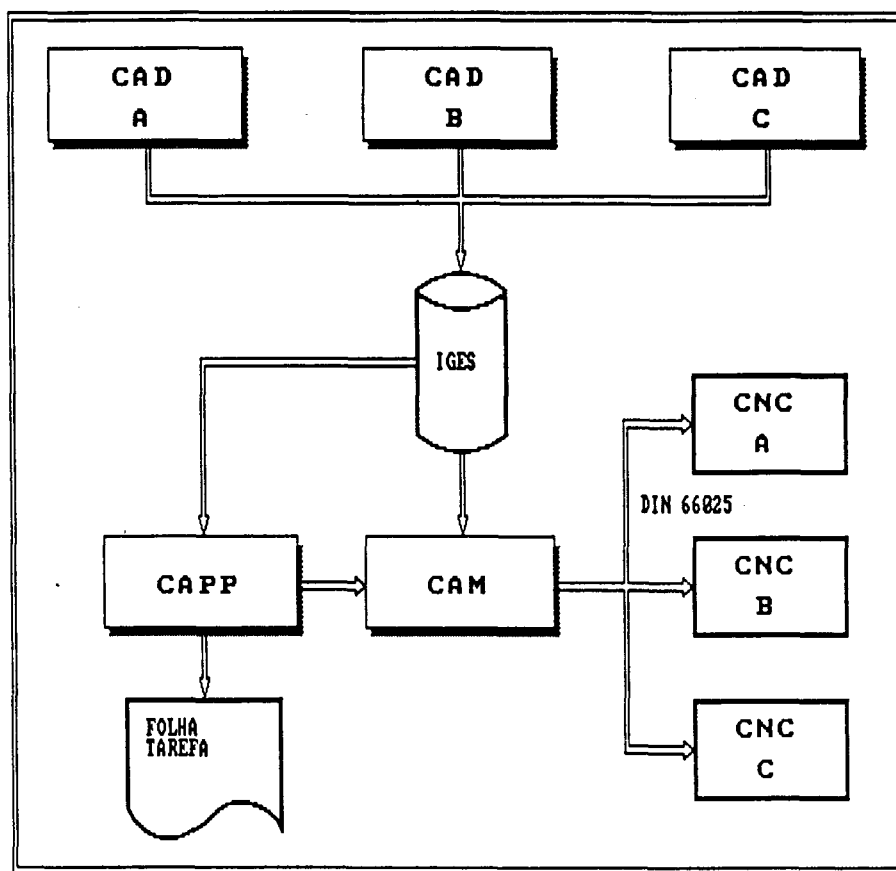 CAD
A
CAD
B
CAD
C
IGES
CNC
A
DIN 66025
CAPP
CAM
CNC
B
FOLHA
TAREFA
CNC
C